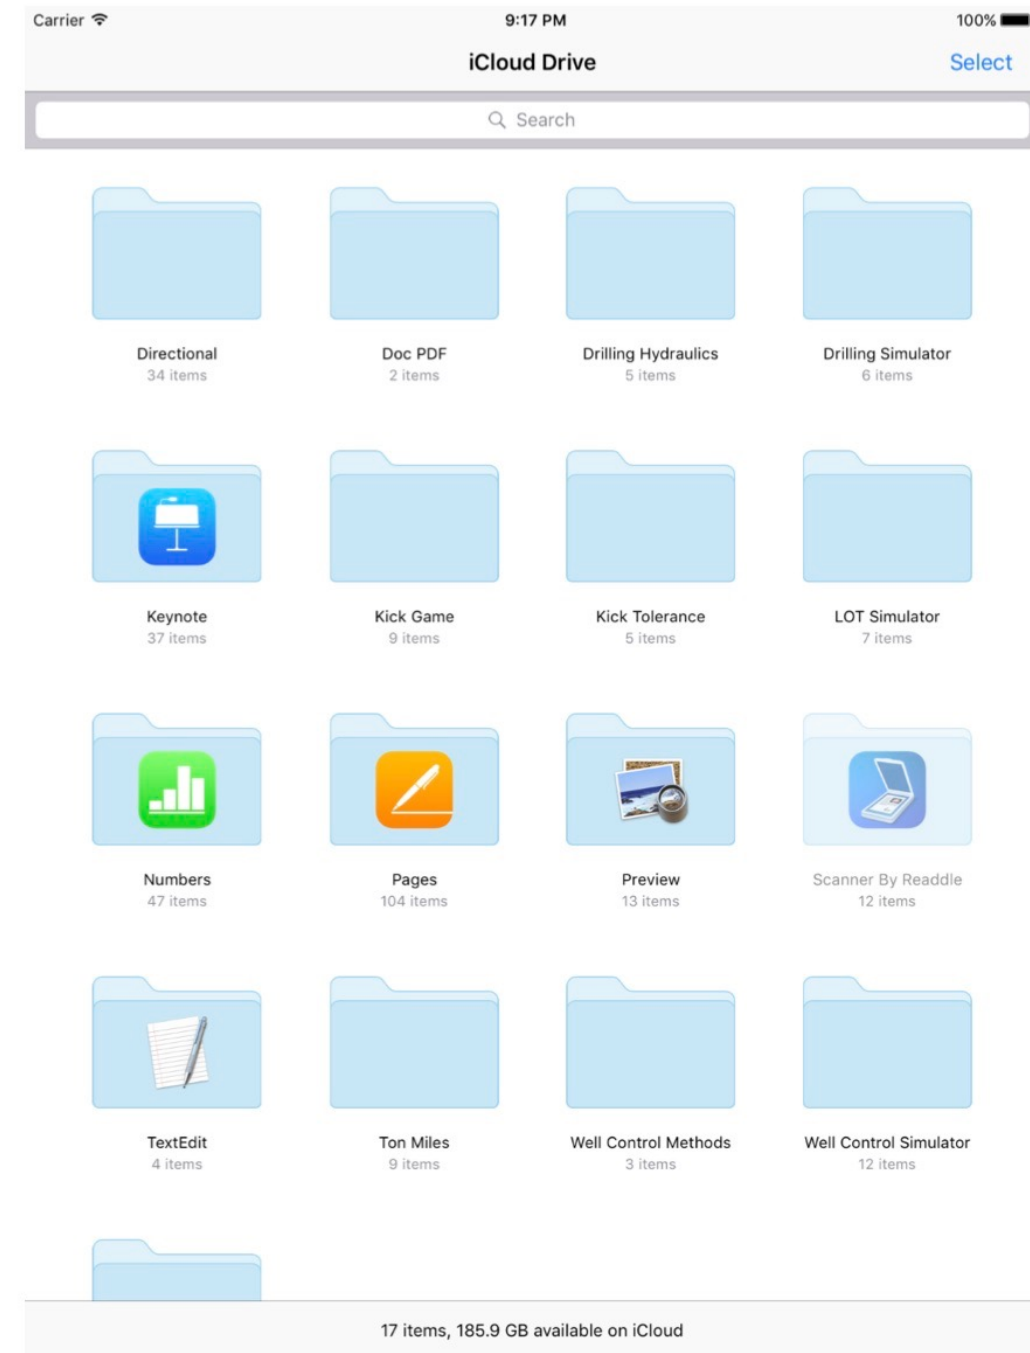 Carrier 9:17 PM 100%
iCloud Drive Select
Search
Directional Doc PDF Drilling Hydraulics Drilling Simulator
34 items 2 items 5 items 6 items
Keynote Kick Game Kick Tolerance LOT Simulator
37 items 9 items 5 items 7 items
Numbers Pages Preview Scanner By Readdle
47 items 104 items 13 items 12 items
TextEdit Ton Miles Well Control Methods Well Control Simulator
4 items 9 items 3 items 12 items
17 items, 185.9 GB available on iCloud